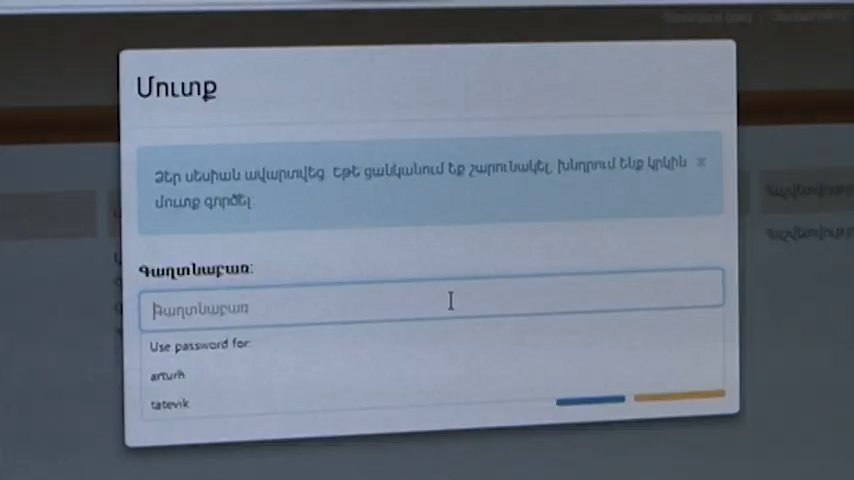 Մուտք
Ձեր սեսիան ավարտվեց: Եթե ցանկանում եք շարունակել, խնդրում ենք կրկին
մուտք գործել:
Գաղտնաբառ:
Գաղտնաբառ
Use password for:
arturh
tatevik